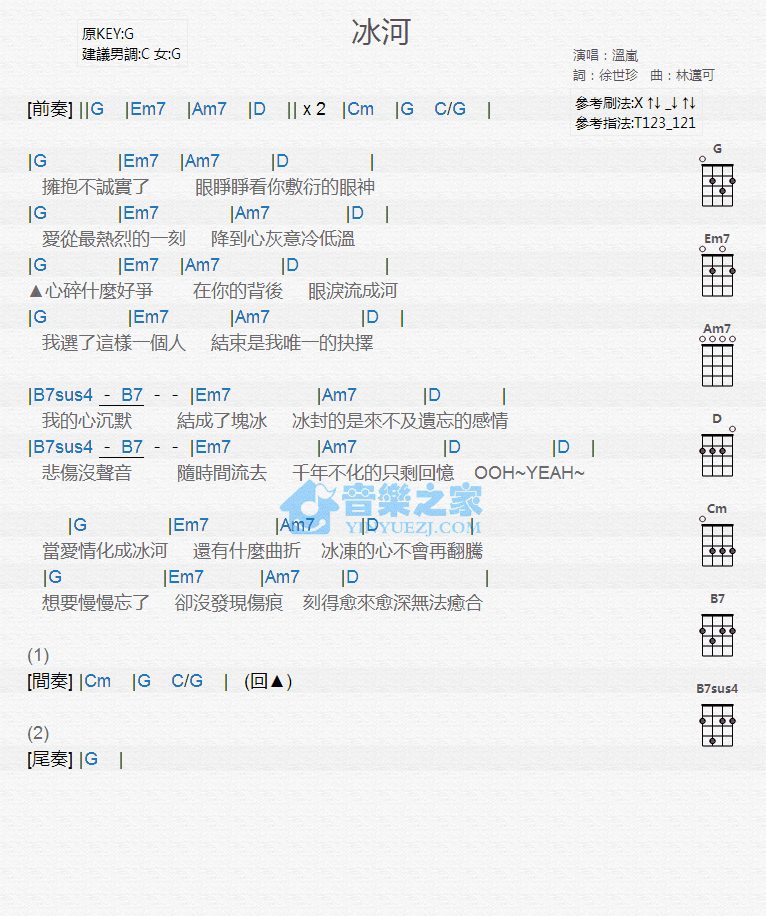 冰河
原KEY:G
建議男調:C 女:G
演唱：溫嵐
詞：徐世珍 曲：林邁可
參考刷法:X ↑↓ _↓ ↑↓
參考指法:T123_121
[前奏] ||G |Em7 |Am7 |D || x 2 |Cm |G C/G |
|G |Em7 |Am7 |D |
擁抱不誠實了 眼睜睜看你敷衍的眼神
|G |Em7 |Am7 |D |
愛從最熱烈的一刻 降到心灰意冷低溫
|G |Em7 |Am7 |D |
▲心碎什麼好爭 在你的背後 眼淚流成河
|G |Em7 |Am7 |D |
我選了這樣一個人 結束是我唯一的抉擇
|B7sus4 - B7 - - |Em7 |Am7 |D |
我的心沉默 結成了塊冰 冰封的是來不及遺忘的感情
|B7sus4 - B7 - - |Em7 |Am7 |D |D |
悲傷沒聲音 隨時間流去 千年不化的只剩回憶 OOH~YEAH~
音樂之家
YINYUEZJ.COM
|G |Em7 |Am7 |D |
當愛情化成冰河 還有什麼曲折 冰凍的心不會再翻騰
|G |Em7 |Am7 |D |
想要慢慢忘了 卻沒發現傷痕 刻得愈來愈深無法癒合
(1)
[間奏] |Cm |G C/G | (回▲)
(2)
[尾奏] |G |
G
Em7
Am7
D
Cm
B7
B7sus4